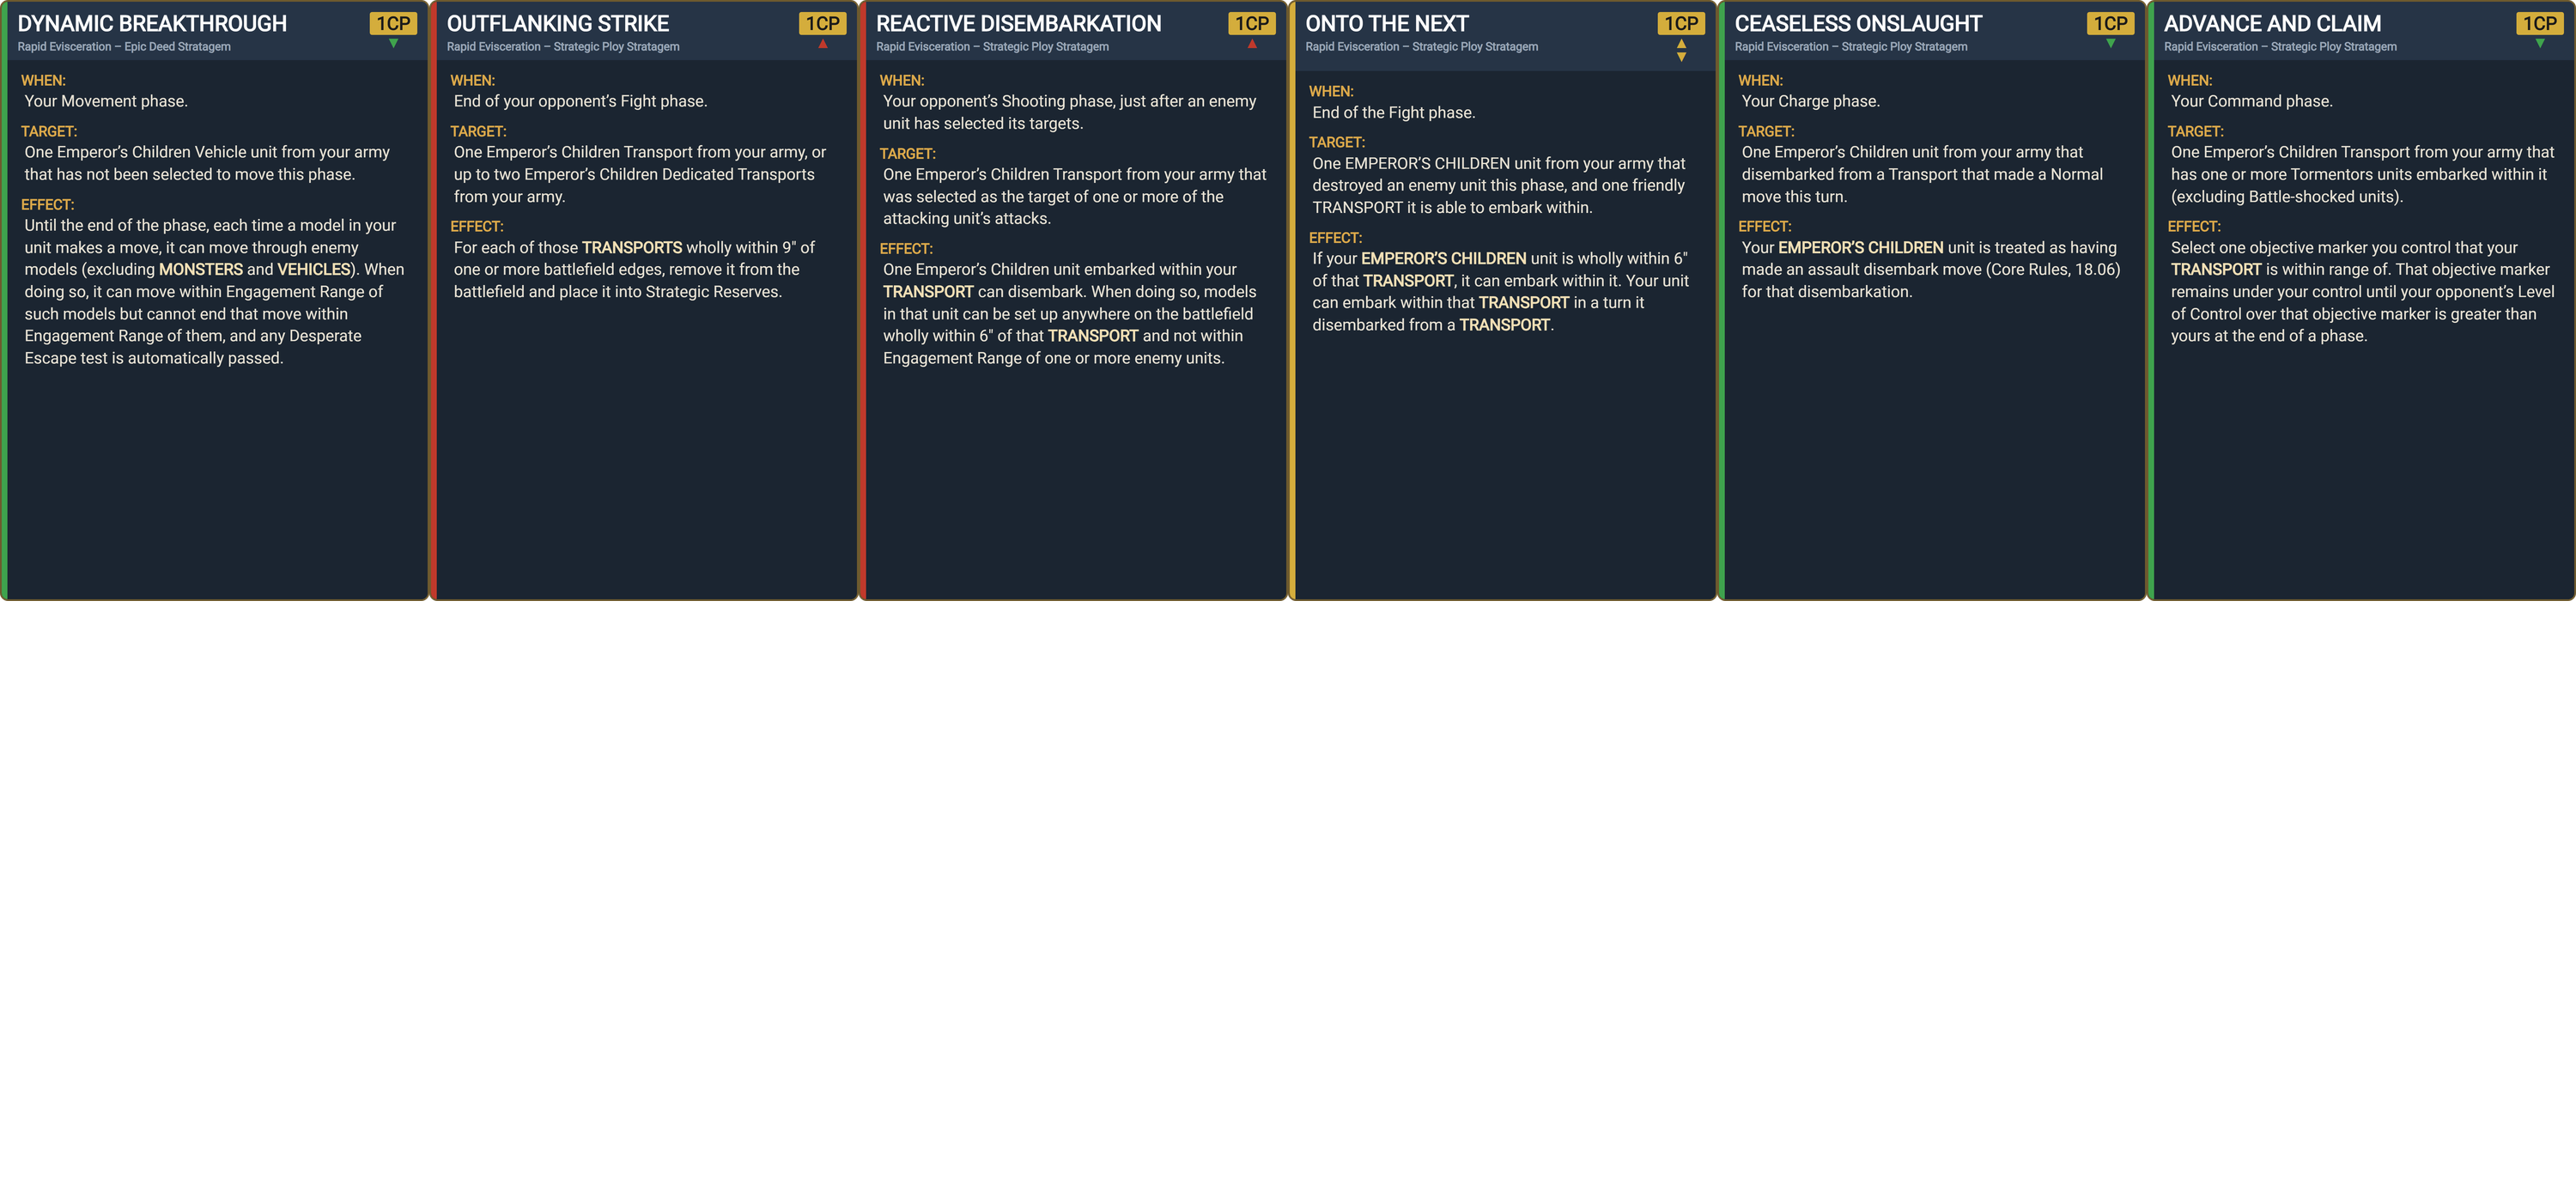 DYNAMIC BREAKTHROUGH
1CP
Rapid Evisceration – Epic Deed Stratagem
WHEN:
Your Movement phase.
TARGET:
One Emperor’s Children Vehicle unit from your army
that has not been selected to move this phase.
EFFECT:
Until the end of the phase, each time a model in your
unit makes a move, it can move through enemy
models (excluding MONSTERS and VEHICLES). When
doing so, it can move within Engagement Range of
such models but cannot end that move within
Engagement Range of them, and any Desperate
Escape test is automatically passed.
OUTFLANKING STRIKE
1CP
Rapid Evisceration – Strategic Ploy Stratagem
WHEN:
End of your opponent’s Fight phase.
TARGET:
One Emperor’s Children Transport from your army, or
up to two Emperor’s Children Dedicated Transports
from your army.
EFFECT:
For each of those TRANSPORTS wholly within 9" of
one or more battlefield edges, remove it from the
battlefield and place it into Strategic Reserves.
REACTIVE DISEMBARKATION
1CP
Rapid Evisceration – Strategic Ploy Stratagem
WHEN:
Your opponent’s Shooting phase, just after an enemy
unit has selected its targets.
TARGET:
One Emperor’s Children Transport from your army that
was selected as the target of one or more of the
attacking unit’s attacks.
EFFECT:
One Emperor’s Children unit embarked within your
TRANSPORT can disembark. When doing so, models
in that unit can be set up anywhere on the battlefield
wholly within 6" of that TRANSPORT and not within
Engagement Range of one or more enemy units.
ONTO THE NEXT
1CP
Rapid Evisceration – Strategic Ploy Stratagem
WHEN:
End of the Fight phase.
TARGET:
One EMPEROR’S CHILDREN unit from your army that
destroyed an enemy unit this phase, and one friendly
TRANSPORT it is able to embark within.
EFFECT:
If your EMPEROR’S CHILDREN unit is wholly within 6"
of that TRANSPORT, it can embark within it. Your unit
can embark within that TRANSPORT in a turn it
disembarked from a TRANSPORT.
CEASELESS ONSLAUGHT
1CP
Rapid Evisceration – Strategic Ploy Stratagem
WHEN:
Your Charge phase.
TARGET:
One Emperor’s Children unit from your army that
disembarked from a Transport that made a Normal
move this turn.
EFFECT:
Your EMPEROR’S CHILDREN unit is treated as having
made an assault disembark move (Core Rules, 18.06)
for that disembarkation.
ADVANCE AND CLAIM
1CP
Rapid Evisceration – Strategic Ploy Stratagem
WHEN:
Your Command phase.
TARGET:
One Emperor’s Children Transport from your army that
has one or more Tormentors units embarked within it
(excluding Battle-shocked units).
EFFECT:
Select one objective marker you control that your
TRANSPORT is within range of. That objective marker
remains under your control until your opponent’s Level
of Control over that objective marker is greater than
yours at the end of a phase.